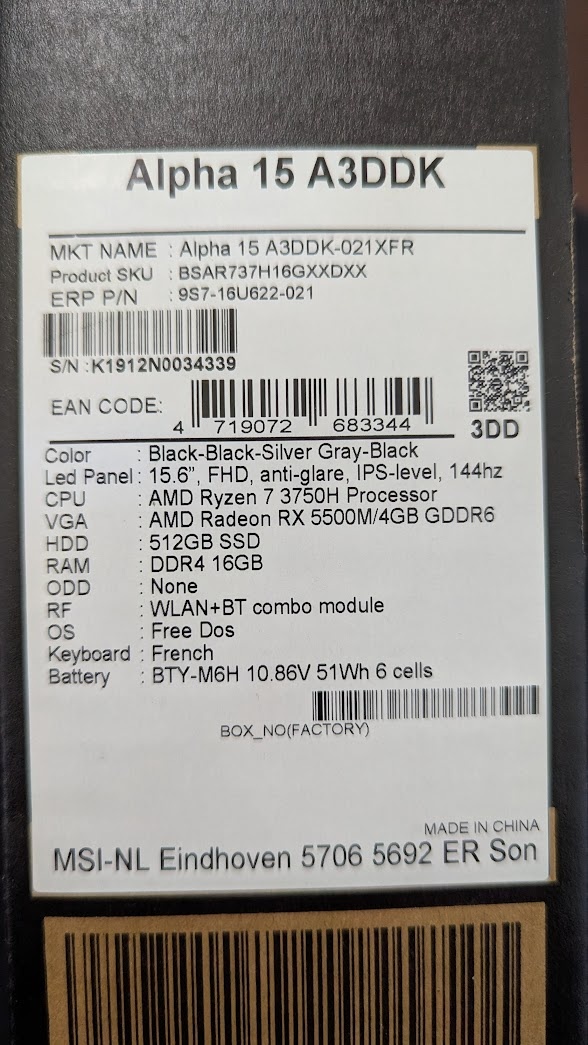 Alpha 15 A3DDK
MKT NAME : Alpha 15 A3DDK-021XFR
Product SKU : BSAR737H16GXXDXX
ERP P/N : 9S7-16U622-021
S/N :K1912N0034339
EAN CODE: 4 719072 683344
3DD
Color : Black-Black-Silver Gray-Black
Led Panel : 15.6”, FHD, anti-glare, IPS-level, 144hz
CPU : AMD Ryzen 7 3750H Processor
VGA : AMD Radeon RX 5500M/4GB GDDR6
HDD : 512GB SSD
RAM : DDR4 16GB
ODD : None
RF : WLAN+BT combo module
OS : Free Dos
Keyboard : French
Battery : BTY-M6H 10.86V 51Wh 6 cells
BOX_NO(FACTORY)
MADE IN CHINA
MSI-NL Eindhoven 5706 5692 ER Son